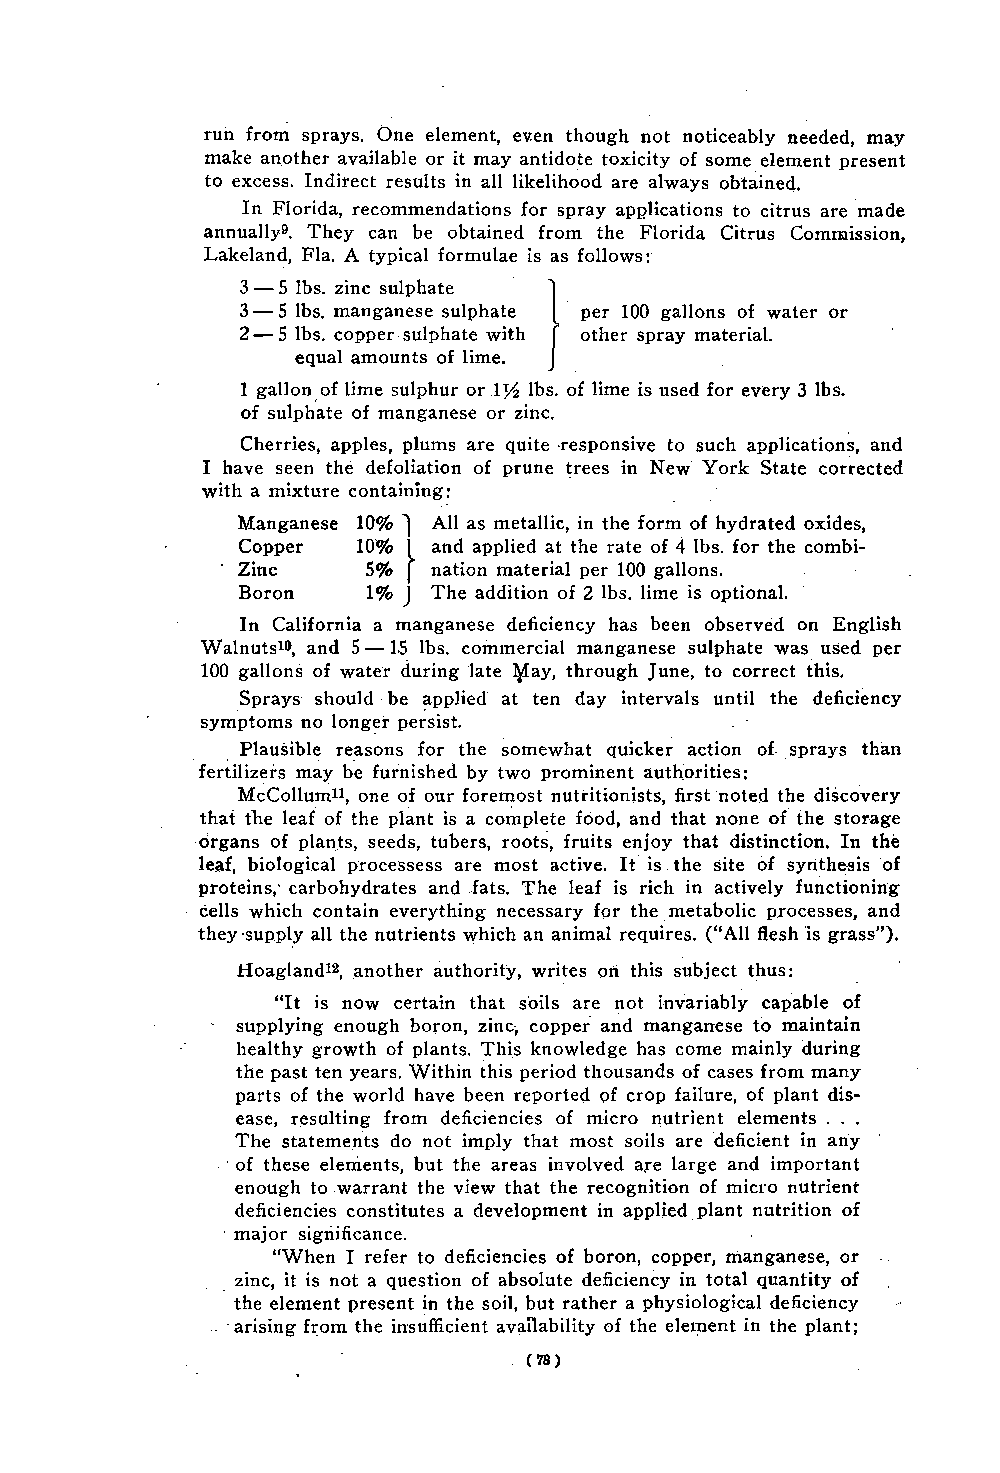 run from sprays. One element, even though not noticeably needed, may
make another available or it may antidote toxicity of some element present
to excess. Indirect results in all likelihood are always obtained.
In Florida, recommendations for spray applications to citrus are made
annually⁹. They can be obtained from the Florida Citrus Commission,
Lakeland, Fla. A typical formulae is as follows:
3 — 5 lbs. zinc sulphate
3 — 5 lbs. manganese sulphate
2 — 5 lbs. copper sulphate with
equal amounts of lime.
per 100 gallons of water or
other spray material.
1 gallon of lime sulphur or 1½ lbs. of lime is used for every 3 lbs.
of sulphate of manganese or zinc.
Cherries, apples, plums are quite responsive to such applications, and
I have seen the defoliation of prune trees in New York State corrected
with a mixture containing:
Manganese 10%
Copper 10%
Zinc 5%
Boron 1%
All as metallic, in the form of hydrated oxides,
and applied at the rate of 4 lbs. for the combi-
nation material per 100 gallons.
The addition of 2 lbs. lime is optional.
In California a manganese deficiency has been observed on English
Walnuts¹⁰, and 5 — 15 lbs. commercial manganese sulphate was used per
100 gallons of water during late May, through June, to correct this.
Sprays should be applied at ten day intervals until the deficiency
symptoms no longer persist.
Plausible reasons for the somewhat quicker action of sprays than
fertilizers may be furnished by two prominent authorities:
McCollum¹¹, one of our foremost nutritionists, first noted the discovery
that the leaf of the plant is a complete food, and that none of the storage
organs of plants, seeds, tubers, roots, fruits enjoy that distinction. In the
leaf, biological processess are most active. It is the site of synthesis of
proteins, carbohydrates and fats. The leaf is rich in actively functioning
cells which contain everything necessary for the metabolic processes, and
they supply all the nutrients which an animal requires. ("All flesh is grass").
Hoagland¹², another authority, writes on this subject thus:
"It is now certain that soils are not invariably capable of
supplying enough boron, zinc, copper and manganese to maintain
healthy growth of plants. This knowledge has come mainly during
the past ten years. Within this period thousands of cases from many
parts of the world have been reported of crop failure, of plant dis-
ease, resulting from deficiencies of micro nutrient elements . . .
The statements do not imply that most soils are deficient in any
of these elements, but the areas involved are large and important
enough to warrant the view that the recognition of micro nutrient
deficiencies constitutes a development in applied plant nutrition of
major significance.
"When I refer to deficiencies of boron, copper, manganese, or
zinc, it is not a question of absolute deficiency in total quantity of
the element present in the soil, but rather a physiological deficiency
arising from the insufficient availability of the element in the plant;
(78)